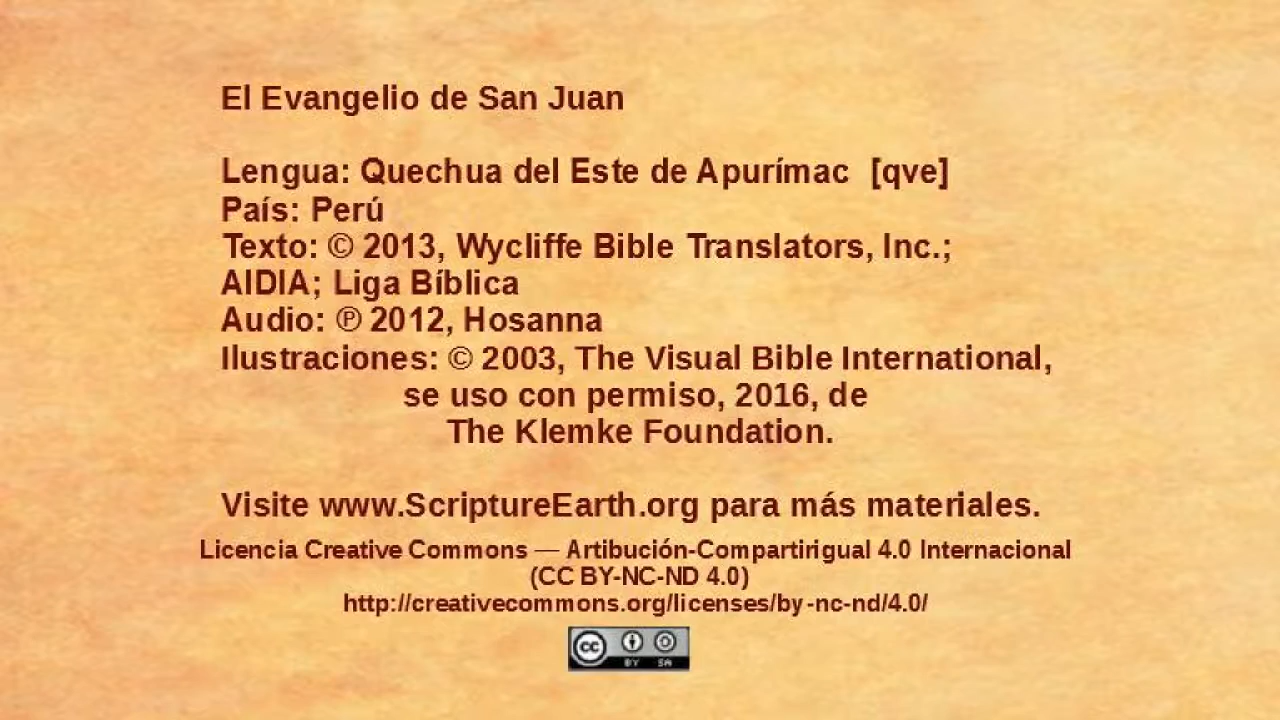 El Evangelio de San Juan
Lengua: Quechua del Este de Apurímac [qve]
País: Perú
Texto: © 2013, Wycliffe Bible Translators, Inc.;
AIDIA; Liga Bíblica
Audio: ℗ 2012, Hosanna
Ilustraciones: © 2003, The Visual Bible International,
se uso con permiso, 2016, de
The Klemke Foundation.
Visite www.ScriptureEarth.org para más materiales.
Licencia Creative Commons — Artibución-Compartirigual 4.0 Internacional
(CC BY-NC-ND 4.0)
http://creativecommons.org/licenses/by-nc-nd/4.0/
cc BY SA